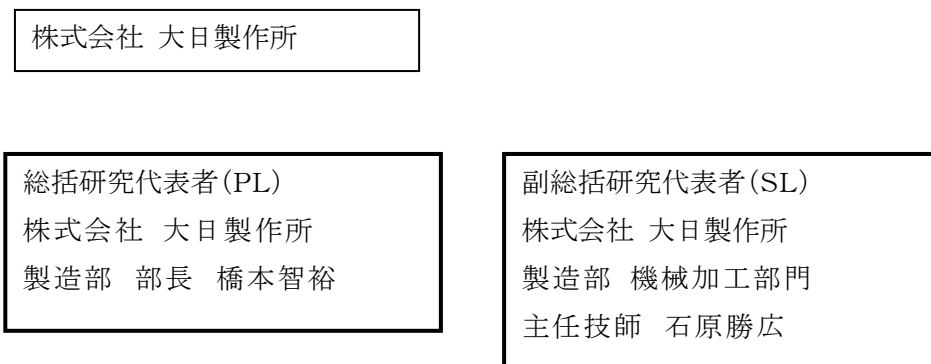 株式会社 大日製作所
総括研究代表者(PL)
株式会社 大日製作所
製造部 部長 橋本智裕
副総括研究代表者(SL)
株式会社 大日製作所
製造部 機械加工部門
主任技師 石原勝広